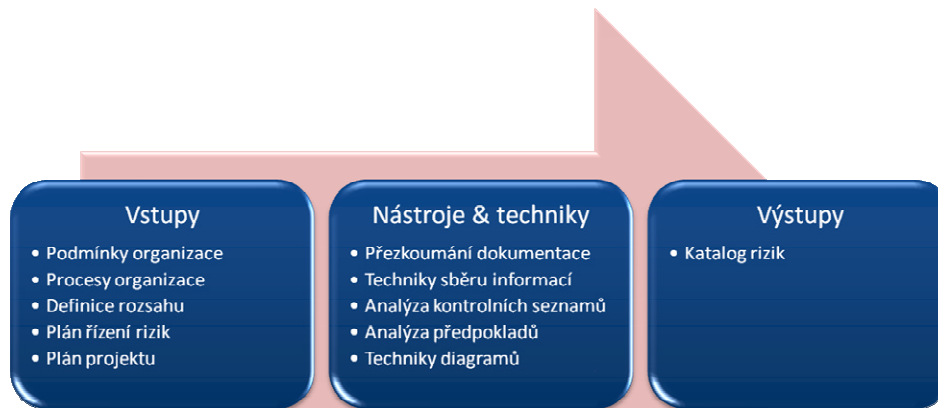 Vstupy
• Podmínky organizace
• Procesy organizace
• Definice rozsahu
• Plán řízení rizik
• Plán projektu
Nástroje & techniky
• Přezkoumání dokumentace
• Techniky sběru informací
• Analýza kontrolních seznamů
• Analýza předpokladů
• Techniky diagramů
Výstupy
• Katalog rizik